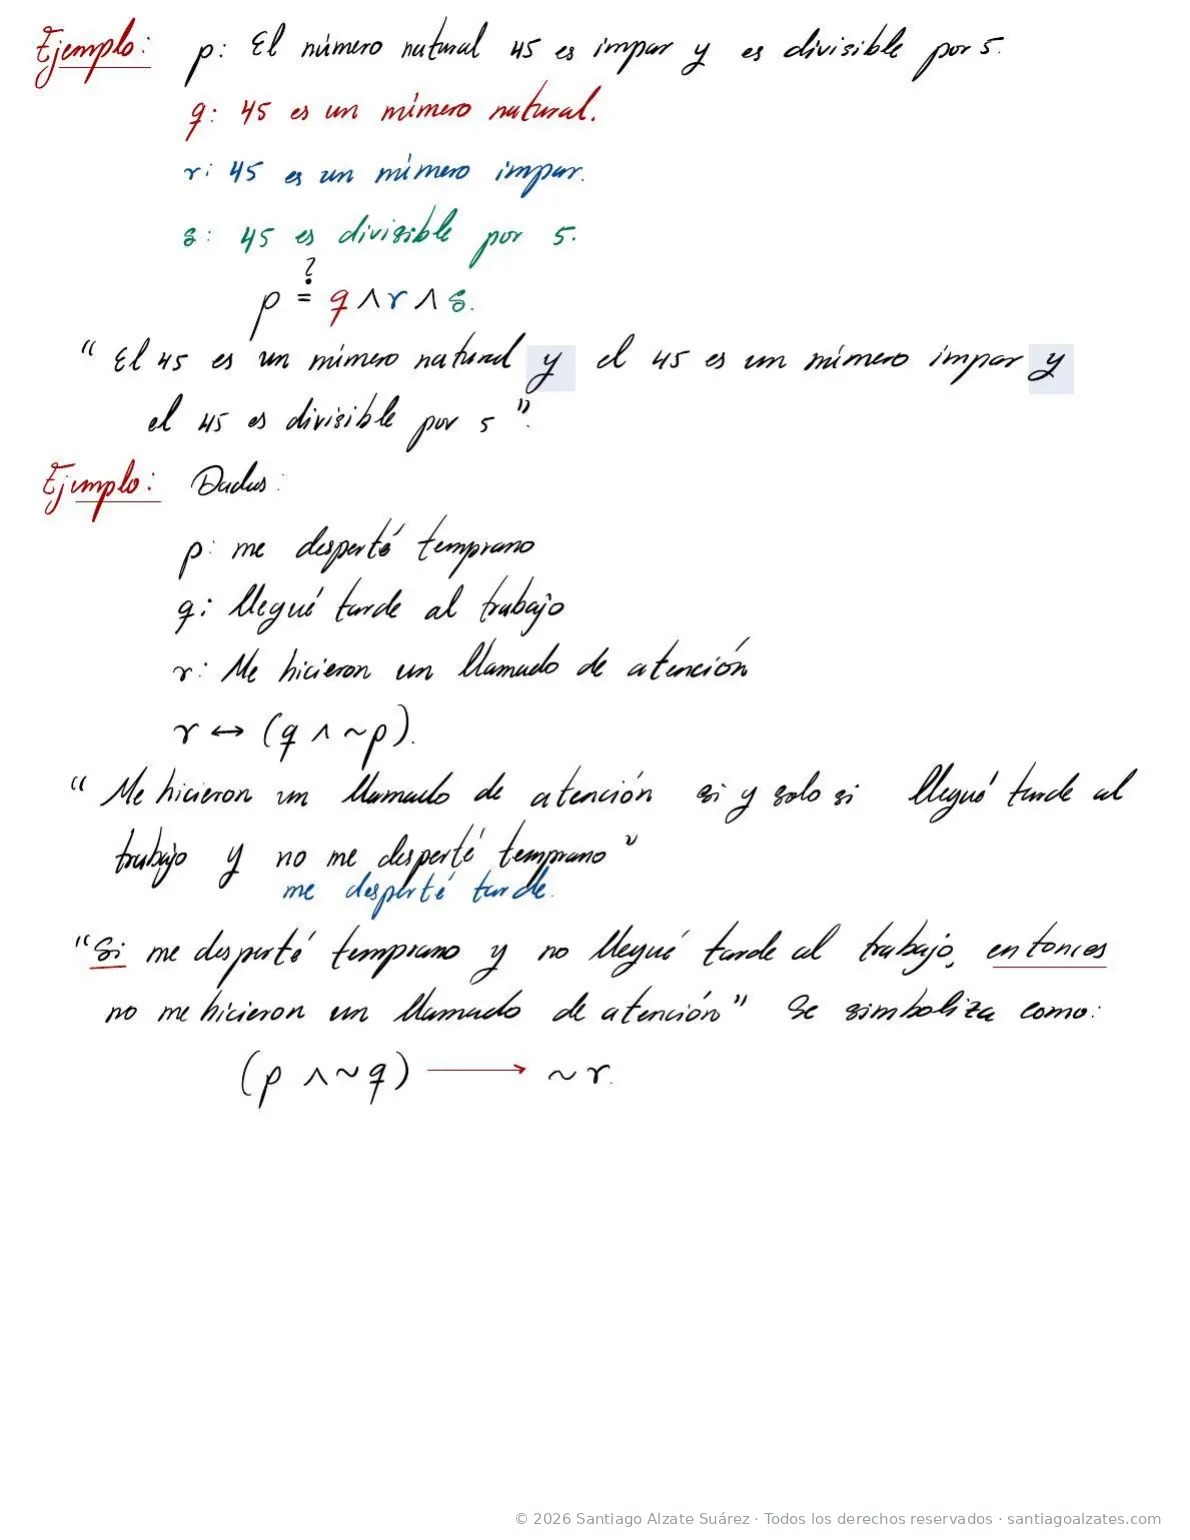 Ejemplo: p: El número natural 45 es impar y es divisible por 5.
q: 45 es un número natural.
r: 45 es un número impar.
s: 45 es divisible por 5.
?
p = q ∧ r ∧ s.
"El 45 es un número natural y el 45 es un número impar y
el 45 es divisible por 5".
Ejemplo: Dadas:
p: me desperté temprano
q: llegué tarde al trabajo
r: Me hicieron un llamado de atención
r ↔ (q ∧ ~p).
"Me hicieron un llamado de atención si y solo si llegué tarde al
trabajo y no me desperté temprano"
me desperté tarde.
"Si me desperté temprano y no llegué tarde al trabajo, entonces
no me hicieron un llamado de atención" Se simboliza como:
(p ∧ ~q) → ~r.
© 2026 Santiago Alzate Suárez · Todos los derechos reservados · santiagoalzates.com